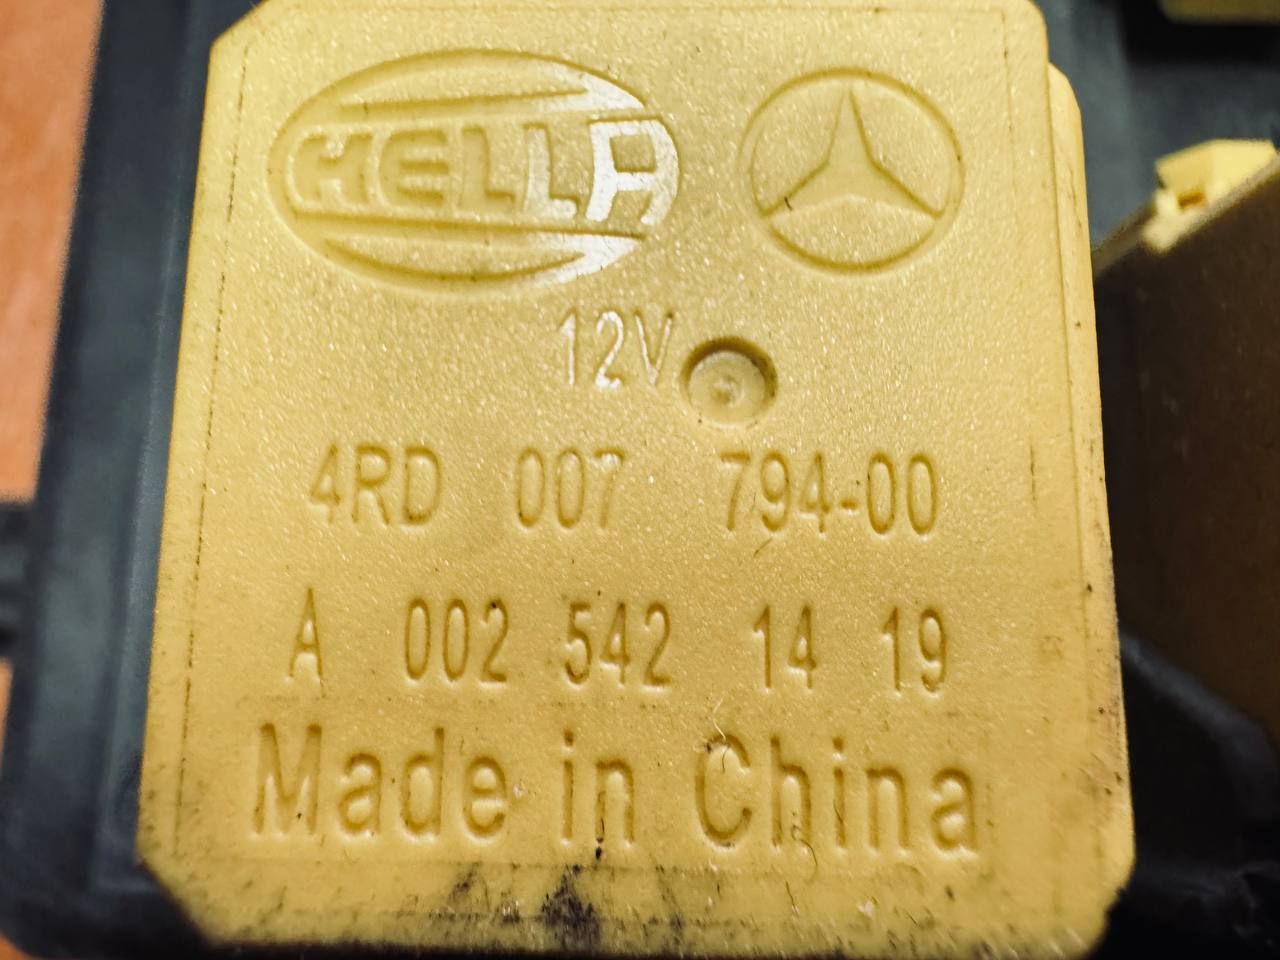 HELLA
12V
4RD 007 794-00
A 002 542 14 19
Made in China